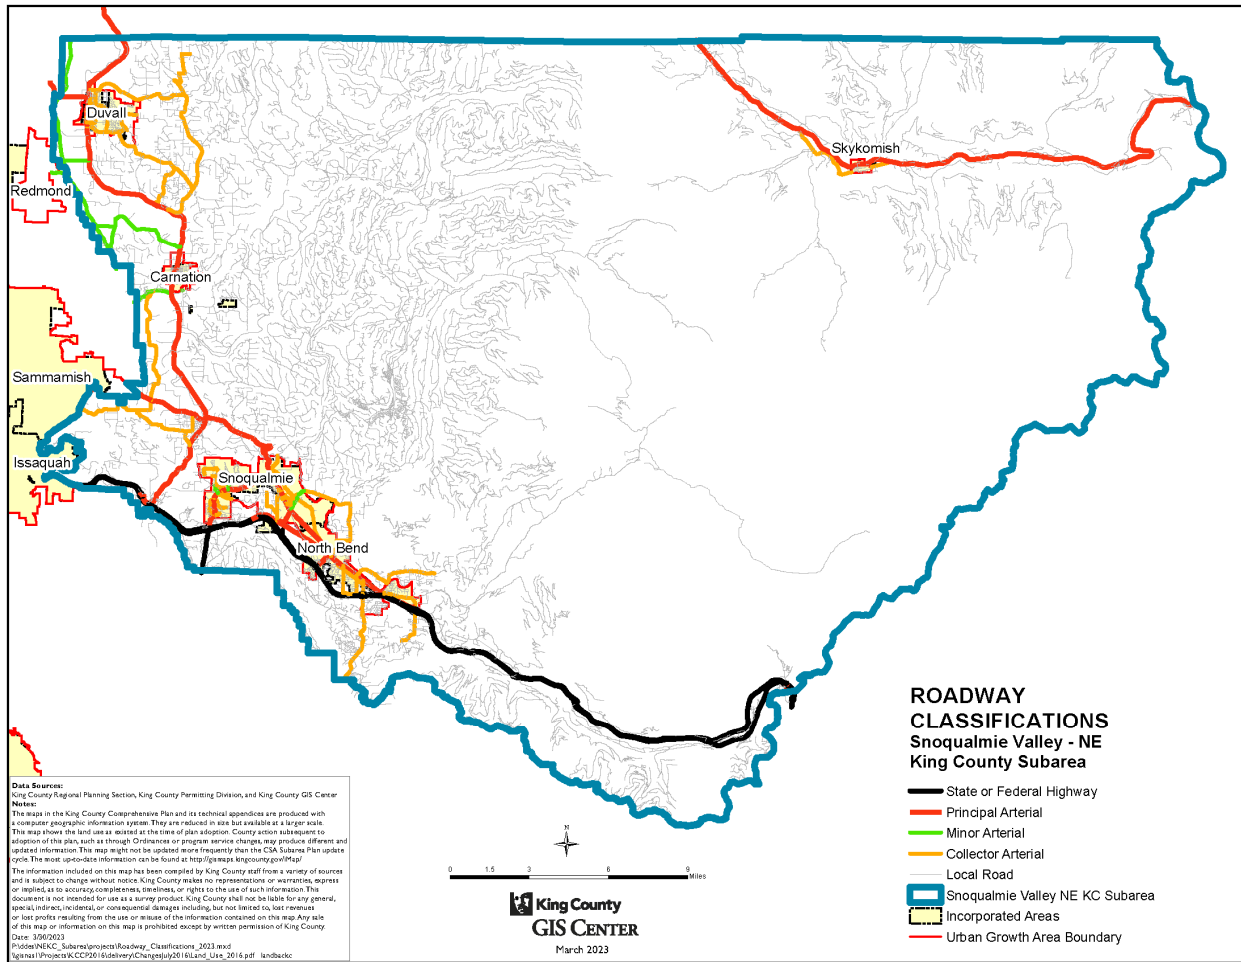 Duvall
Skykomish
Redmond
Carnation
Sammamish
Issaquah
Snoqualmie
North Bend
ROADWAY
CLASSIFICATIONS
Snoqualmie Valley - NE
King County Subarea
State or Federal Highway
Principal Arterial
Minor Arterial
Collector Arterial
Local Road
Snoqualmie Valley NE KC Subarea
Incorporated Areas
Urban Growth Area Boundary
Data Sources:
King County Regional Planning Section, King County Permitting Division, and King County GIS Center
Notes:
The maps in the King County Comprehensive Plan and its technical appendices are produced with
a computer geographic information system. They are reduced in size but available at a larger scale.
This map shows the land use as existed at the time of plan adoption. County action subsequent to
adoption of this plan, such as through Ordinances or program service changes, may produce different and
updated information. This map might not be updated more frequently than the CSA Subarea Plan update
cycle. The most up-to-date information can be found at http://gismaps.kingcounty.gov/iMap/
The information included on this map has been compiled by King County staff from a variety of sources
and is subject to change without notice. King County makes no representations or warranties, express
or implied, as to accuracy, completeness, timeliness, or rights to the use of such information. This
document is not intended for use as a survey product. King County shall not be liable for any general,
special, indirect, incidental, or consequential damages including, but not limited to, lost revenues
or lost profits resulting from the use or misuse of the information contained on this map. Any sale
of this map or information on this map is prohibited except by written permission of King County.
Date: 3/30/2023
P:\ddes\NEKC_Subarea\projects\Roadway_Classifications_2023.mxd
\\gisnas1\Projects\KCCP2016\delivery\ChangesJuly2016\Land_Use_2016.pdf landbackc
N
0 1.5 3 6 9
Miles
King County
GIS CENTER
March 2023